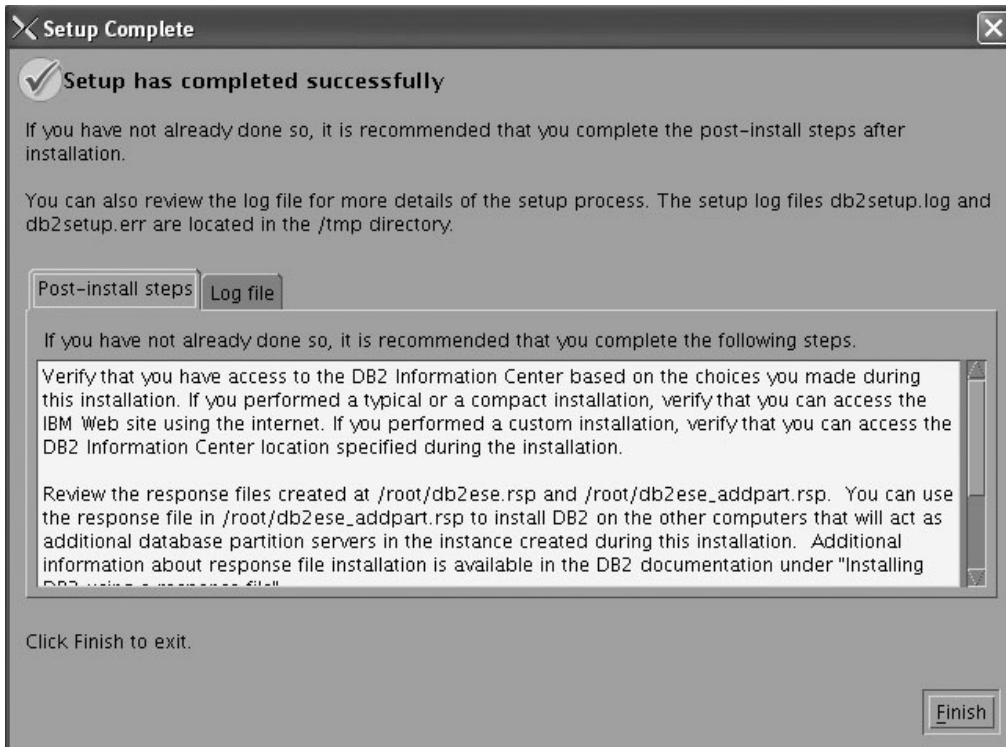 Setup Complete
Setup has completed successfully
If you have not already done so, it is recommended that you complete the post-install steps after
installation.
You can also review the log file for more details of the setup process. The setup log files db2setup.log and
db2setup.err are located in the /tmp directory.
Post-install steps
Log file
If you have not already done so, it is recommended that you complete the following steps.
Verify that you have access to the DB2 Information Center based on the choices you made during
this installation. If you performed a typical or a compact installation, verify that you can access the
IBM Web site using the internet. If you performed a custom installation, verify that you can access the
DB2 Information Center location specified during the installation.
Review the response files created at /root/db2ese.rsp and /root/db2ese_addpart.rsp.  You can use
the response file in /root/db2ese_addpart.rsp to install DB2 on the other computers that will act as
additional database partition servers in the instance created during this installation.  Additional
information about response file installation is available in the DB2 documentation under "Installing
DB2 using a response file"
Click Finish to exit.
Finish